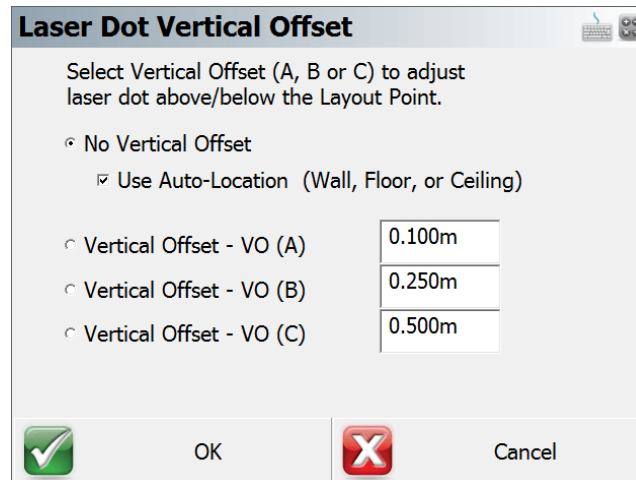 Laser Dot Vertical Offset
Select Vertical Offset (A, B or C) to adjust
laser dot above/below the Layout Point.
No Vertical Offset
Use Auto-Location (Wall, Floor, or Ceiling)
Vertical Offset - VO (A) 0.100m
Vertical Offset - VO (B) 0.250m
Vertical Offset - VO (C) 0.500m
OK Cancel